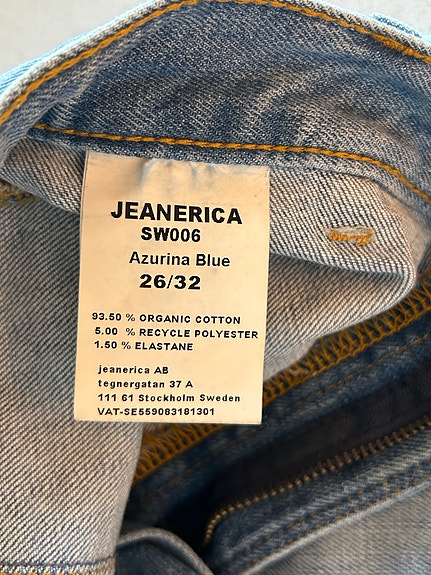 JEANERICA
SW006
Azurina Blue
26/32
93.50 % ORGANIC COTTON
5.00 % RECYCLE POLYESTER
1.50 % ELASTANE
jeanerica AB
tegnergatan 37 A
111 61 Stockholm Sweden
VAT-SE559083181301